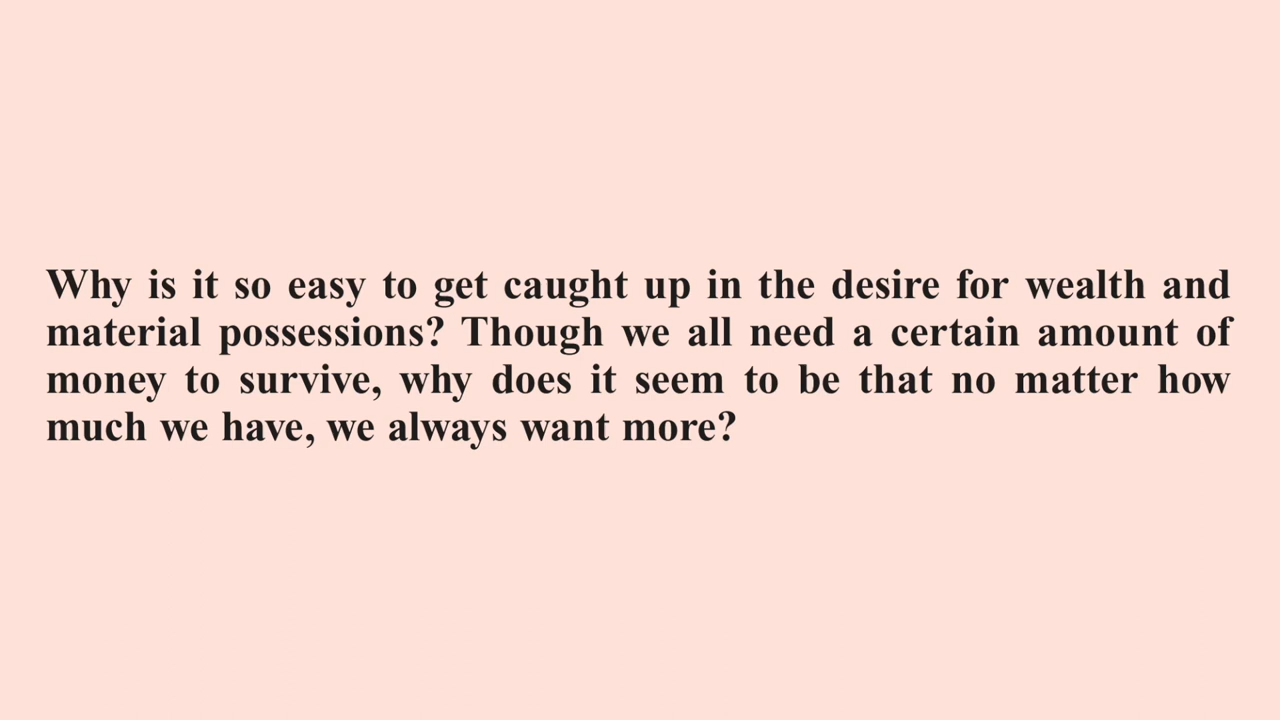 Why is it so easy to get caught up in the desire for wealth and
material possessions? Though we all need a certain amount of
money to survive, why does it seem to be that no matter how
much we have, we always want more?